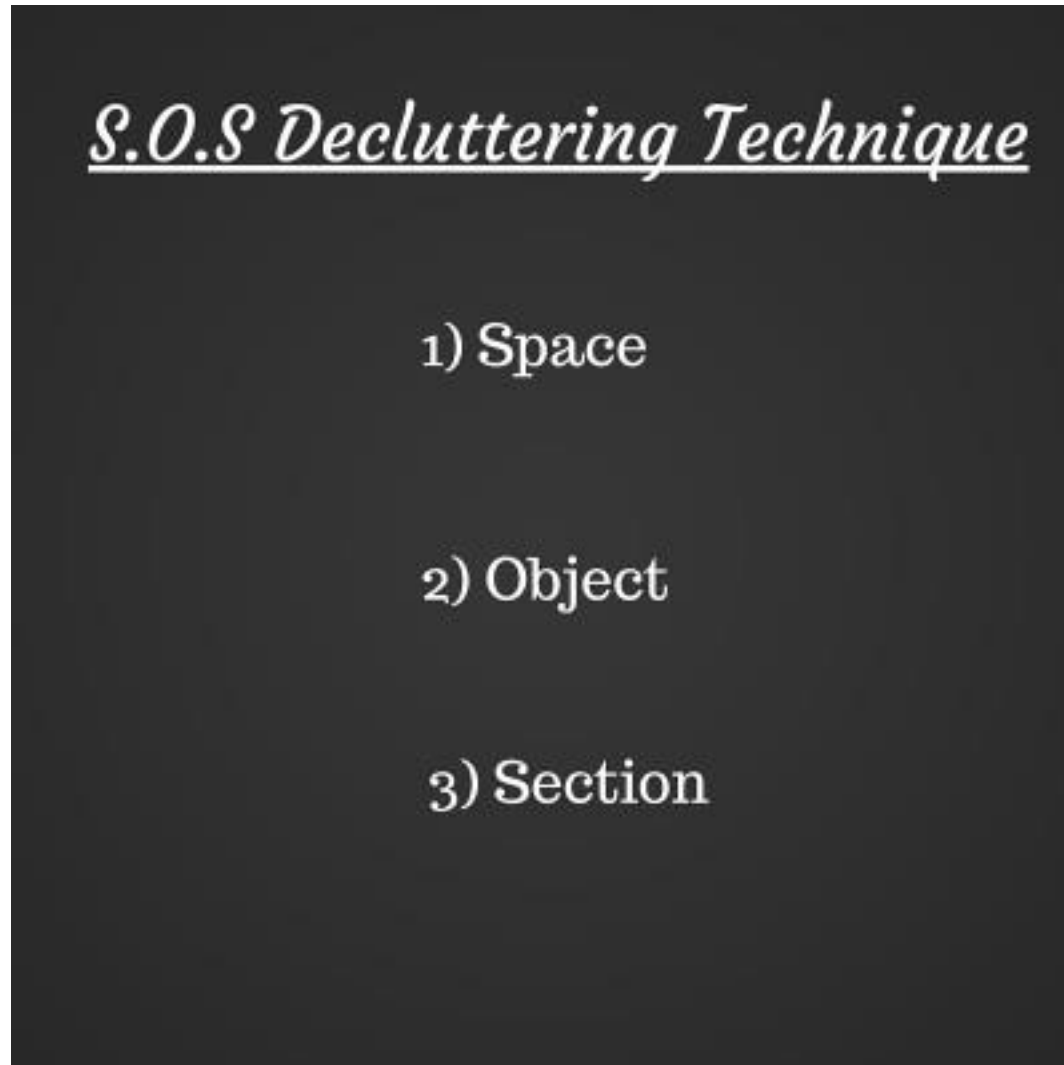 S.O.S Decluttering Technique
1) Space
2) Object
3) Section